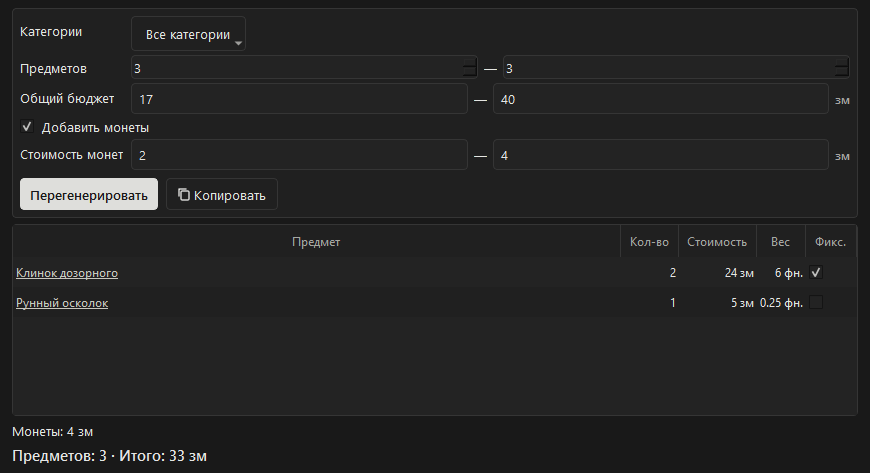 Категории Все категории
Предметов 3 — 3
Общий бюджет 17 — 40 зм
Добавить монеты
Стоимость монет 2 — 4 зм
Перегенерировать Копировать
Предмет Кол-во Стоимость Вес Фикс.
Клинок дозорного 2 24 зм 6 фн.
Рунный осколок 1 5 зм 0.25 фн.
Монеты: 4 зм
Предметов: 3 · Итого: 33 зм